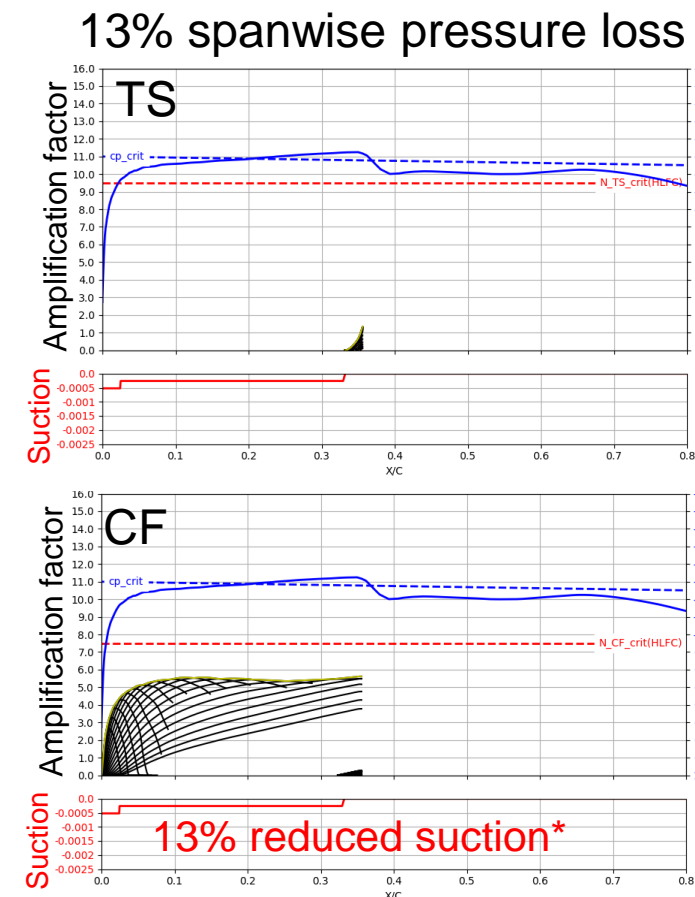 13% spanwise pressure loss
TS
Amplification factor
16.0
15.0
14.0
13.0
12.0
11.0
10.0
9.0
8.0
7.0
6.0
5.0
4.0
3.0
2.0
1.0
0.0
cp_crit
N_TS_crit(HLFC)
Suction
0.0
-0.0005
-0.001
-0.0015
-0.002
-0.0025
0.0 0.1 0.2 0.3 0.4 0.5 0.6 0.7 0.8
X/C
CF
Amplification factor
16.0
15.0
14.0
13.0
12.0
11.0
10.0
9.0
8.0
7.0
6.0
5.0
4.0
3.0
2.0
1.0
0.0
cp_crit
N_CF_crit(HLFC)
Suction
0.0
-0.0005
-0.001
-0.0015
-0.002
-0.0025
13% reduced suction*
0.0 0.1 0.2 0.3 0.4 0.5 0.6 0.7 0.8
X/C